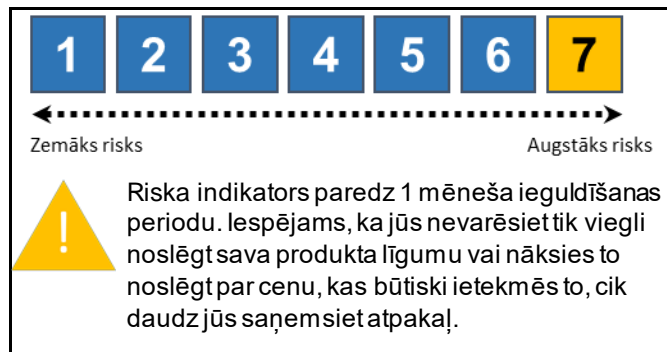 1 2 3 4 5 6 7
Zemāks risks Augstāks risks
!
Riska indikators paredz 1 mēneša ieguldīšanas
periodu. Iespējams, ka jūs nevarēsiet tik viegli
noslēgt sava produkta līgumu vai nāksies to
noslēgt par cenu, kas būtiski ietekmēs to, cik
daudz jūs saņemsiet atpakaļ.